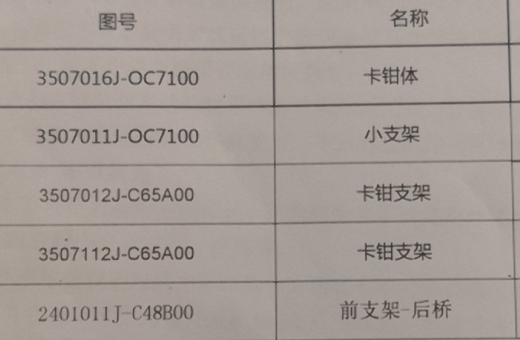 图号 名称
3507016J-OC7100 卡钳体
3507011J-OC7100 小支架
3507012J-C65A00 卡钳支架
3507112J-C65A00 卡钳支架
2401011J-C48B00 前支架-后桥